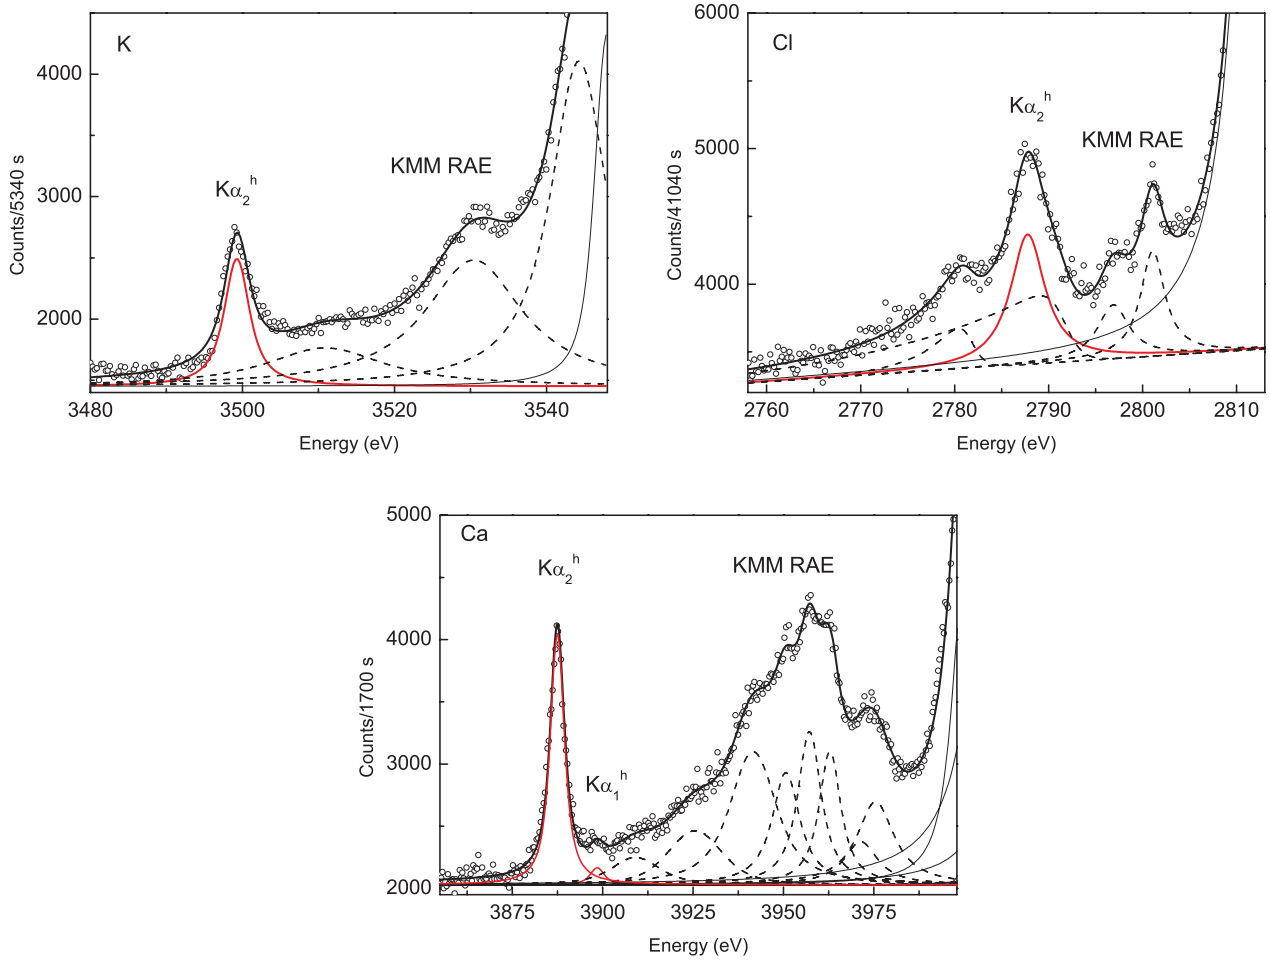 K
4000
3000
2000
Counts/5340 s
Kα₂ʰ
KMM RAE
3480
3500
3520
3540
Energy (eV)
Cl
6000
5000
4000
Counts/41040 s
Kα₂ʰ
KMM RAE
2760
2770
2780
2790
2800
2810
Energy (eV)
Ca
5000
4000
3000
2000
Counts/1700 s
Kα₂ʰ
Kα₁ʰ
KMM RAE
3875
3900
3925
3950
3975
Energy (eV)